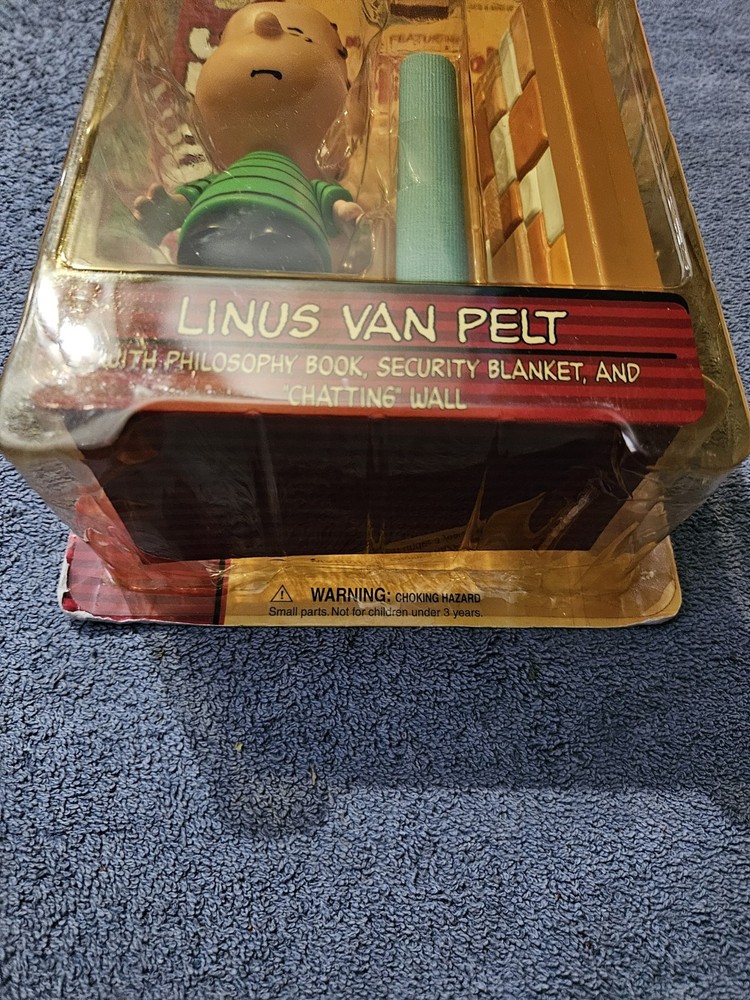 FEATURIN
LINUS VAN PELT
WITH PHILOSOPHY BOOK, SECURITY BLANKET, AND
"CHATTING" WALL
WARNING: CHOKING HAZARD
Small parts. Not for children under 3 years.